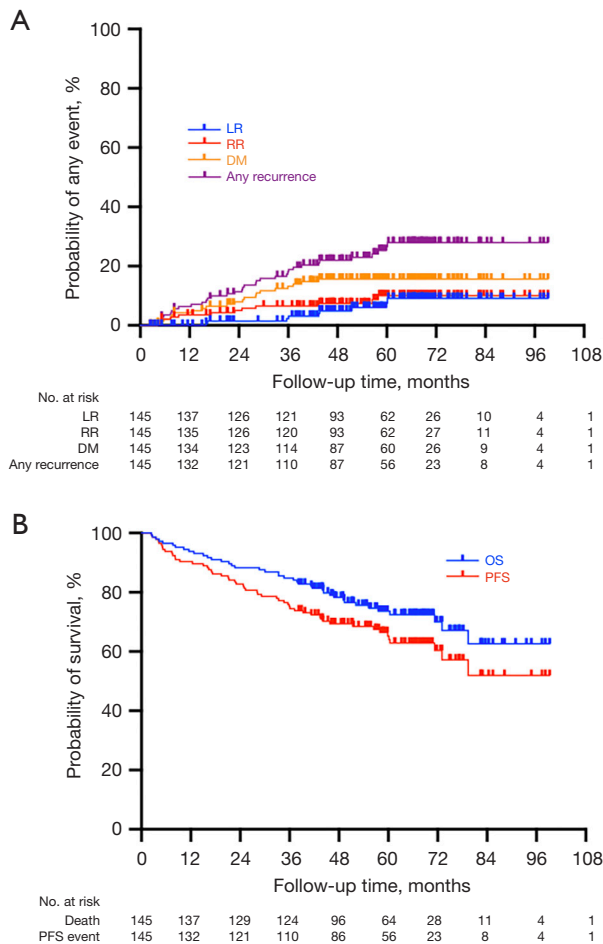 A
100
80
60
40
20
0
Probability of any event, %
LR
RR
DM
Any recurrence
0 12 24 36 48 60 72 84 96 108
Follow-up time, months
No. at risk
LR 145 137 126 121 93 62 26 10 4 1
RR 145 135 126 120 93 62 27 11 4 1
DM 145 134 123 114 87 60 26 9 4 1
Any recurrence 145 132 121 110 87 56 23 8 4 1
B
100
80
60
40
20
0
Probability of survival, %
OS
PFS
0 12 24 36 48 60 72 84 96 108
Follow-up time, months
No. at risk
Death 145 137 129 124 96 64 28 11 4 1
PFS event 145 132 121 110 86 56 23 8 4 1